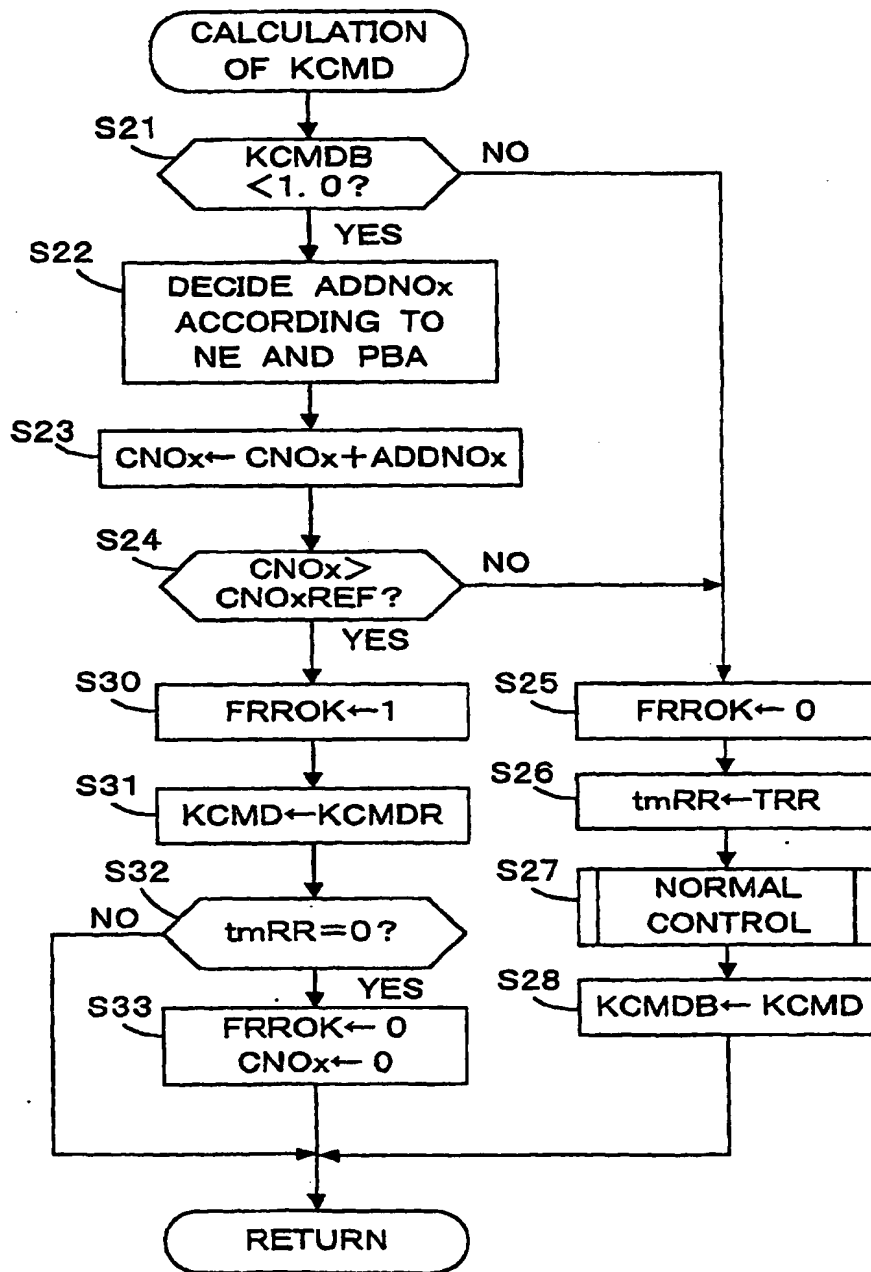 CALCULATION
OF KCMD
S21
KCMDB
<1. 0?
NO
YES
S22
DECIDE ADDNOx
ACCORDING TO
NE AND PBA
S23
CNOx← CNOx+ADDNOx
S24
CNOx>
CNOxREF?
NO
YES
S30
FRROK←1
S31
KCMD←KCMDR
S32
NO
tmRR=0?
YES
S33
FRROK← 0
CNOx← 0
S25
FRROK← 0
S26
tmRR←TRR
S27
NORMAL
CONTROL
S28
KCMDB← KCMD
RETURN